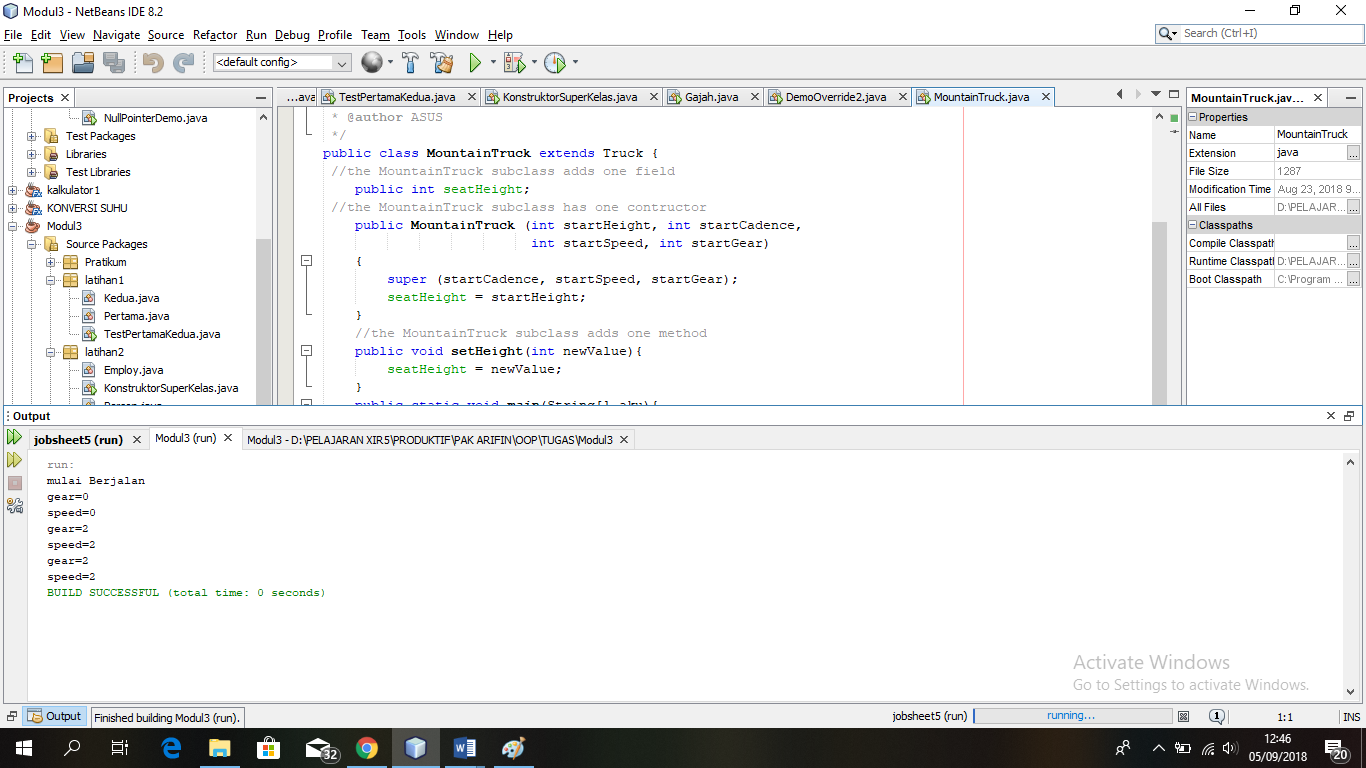 Modul3 - NetBeans IDE 8.2
File Edit View Navigate Source Refactor Run Debug Profile Team Tools Window Help
Search (Ctrl+I)
<default config>
Projects
NullPointerDemo.java
Test Packages
Libraries
Test Libraries
kalkulator1
KONVERSI SUHU
Modul3
Source Packages
Pratikum
latihan1
Kedua.java
Pertama.java
TestPertamaKedua.java
latihan2
Employ.java
KonstruktorSuperKelas.java
...ava TestPertamaKedua.java KonstruktorSuperKelas.java Gajah.java DemoOverride2.java MountainTruck.java
* @author ASUS
*/
public class MountainTruck extends Truck {
//the MountainTruck subclass adds one field
public int seatHeight;
//the MountainTruck subclass has one contructor
public MountainTruck (int startHeight, int startCadence,
int startSpeed, int startGear)
{
super (startCadence, startSpeed, startGear);
seatHeight = startHeight;
}
//the MountainTruck subclass adds one method
public void setHeight(int newValue){
seatHeight = newValue;
}
public static void main(String[] aku){
MountainTruck.jav...
Properties
Name MountainTruck
Extension java ...
File Size 1287
Modification Time Aug 23, 2018 9...
All Files D:\PELAJAR... ...
Classpaths
Compile Classpath ...
Runtime Classpath D:\PELAJAR... ...
Boot Classpath C:\Program ... ...
Output
jobsheet5 (run) Modul3 (run) Modul3 - D:\PELAJARAN XIR5\PRODUKTIF\PAK ARIFIN\OOP\TUGAS\Modul3
run:
mulai Berjalan
gear=0
speed=0
gear=2
speed=2
gear=2
speed=2
BUILD SUCCESSFUL (total time: 0 seconds)
Activate Windows
Go to Settings to activate Windows.
Output Finished building Modul3 (run). jobsheet5 (run) running... 1 1:1 INS
32
12:46
05/09/2018
20